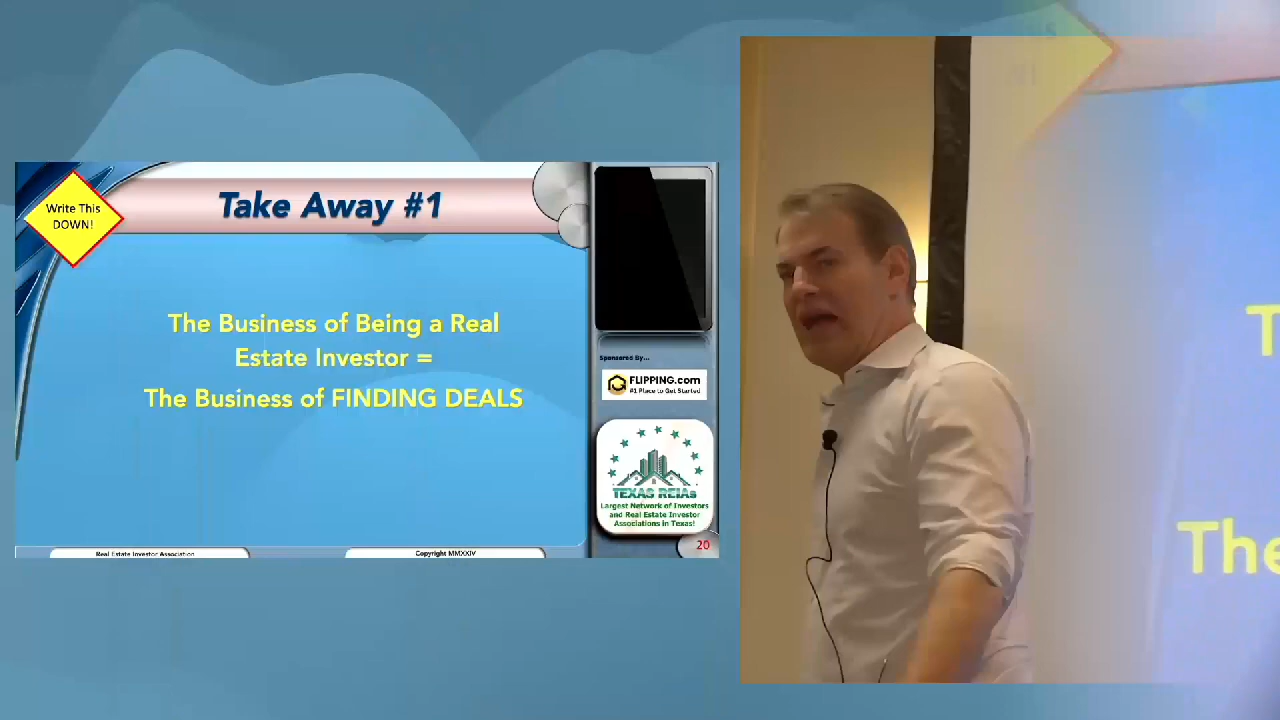 Write This
DOWN!
Take Away #1
The Business of Being a Real
Estate Investor =
The Business of FINDING DEALS
Sponsored By...
FLIPPING.com
#1 Place to Get Started
TEXAS REIAs
Largest Network of Investors
and Real Estate Investor
Associations in Texas!
Real Estate Investor Association
Copyright MMXXIV
20
T
The